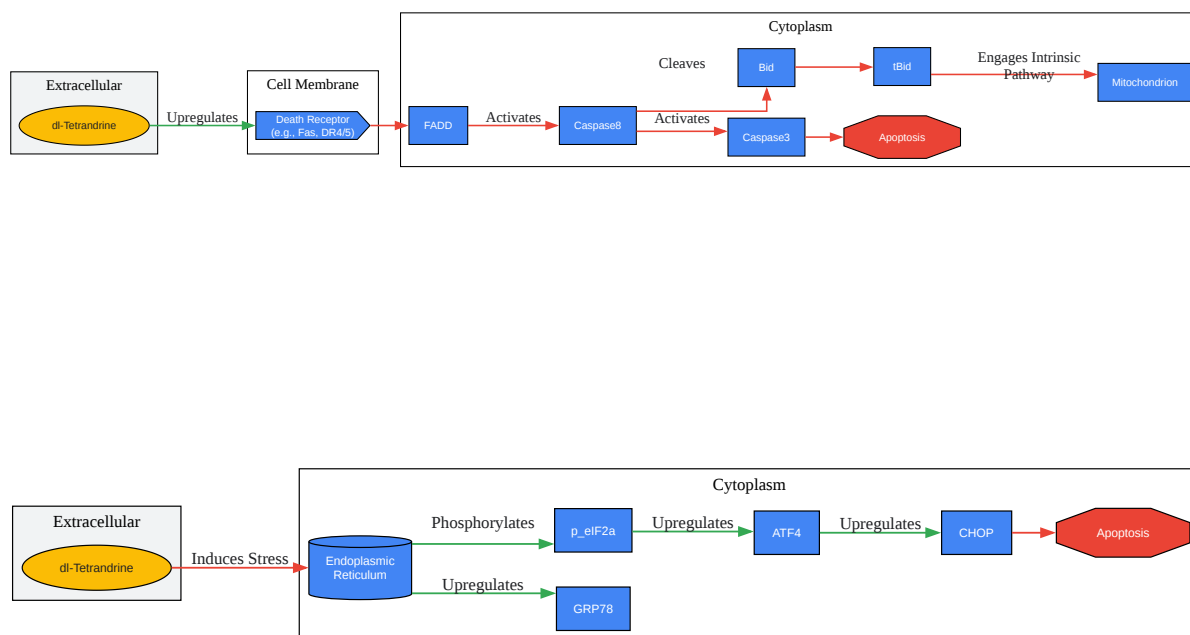 Cytoplasm
Extracellular
dl-Tetrandrine
Upregulates
Cell Membrane
Death Receptor
(e.g., Fas, DR4/5)
FADD
Activates
Caspase8
Cleaves
Activates
Bid
tBid
Engages Intrinsic
Pathway
Mitochondrion
Caspase3
Apoptosis
Cytoplasm
Extracellular
dl-Tetrandrine
Induces Stress
Endoplasmic
Reticulum
Phosphorylates
p_eIF2a
Upregulates
ATF4
Upregulates
CHOP
Apoptosis
Upregulates
GRP78